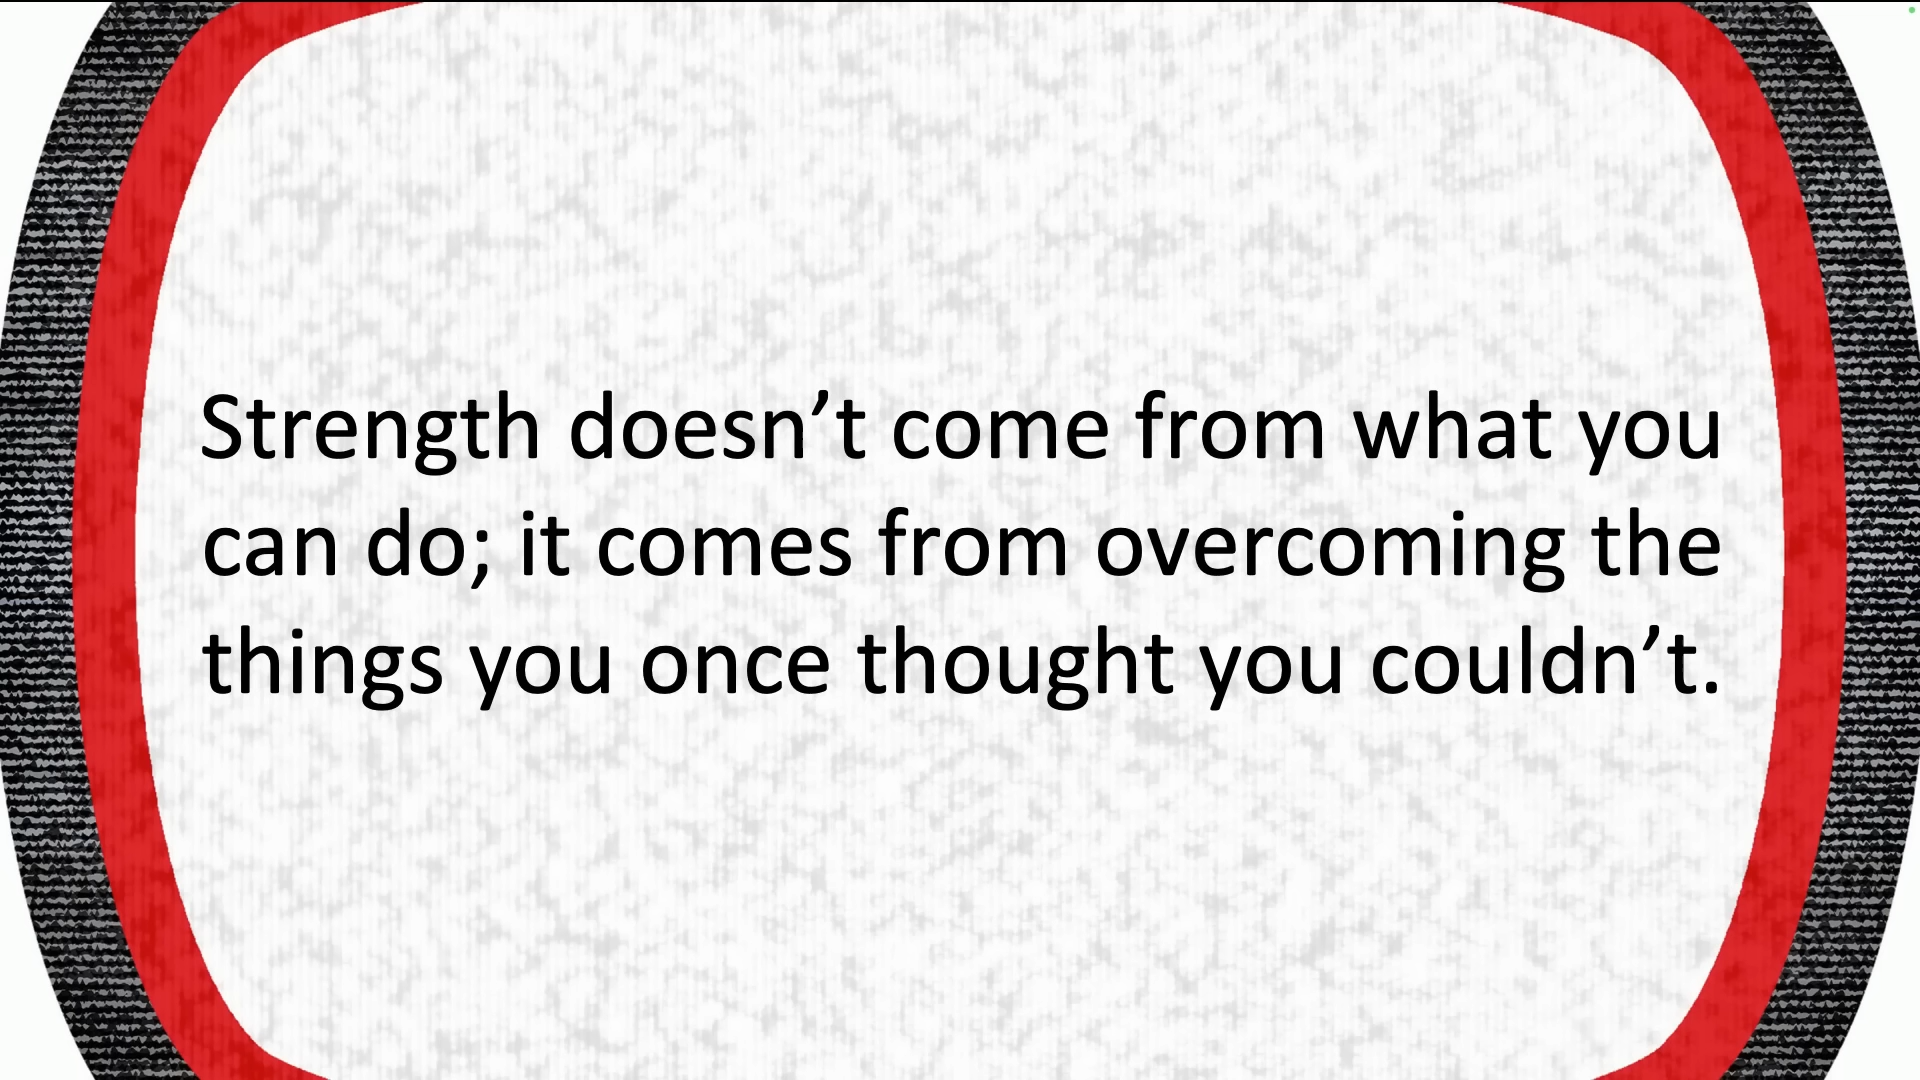 Strength doesn’t come from what you
can do; it comes from overcoming the
things you once thought you couldn’t.